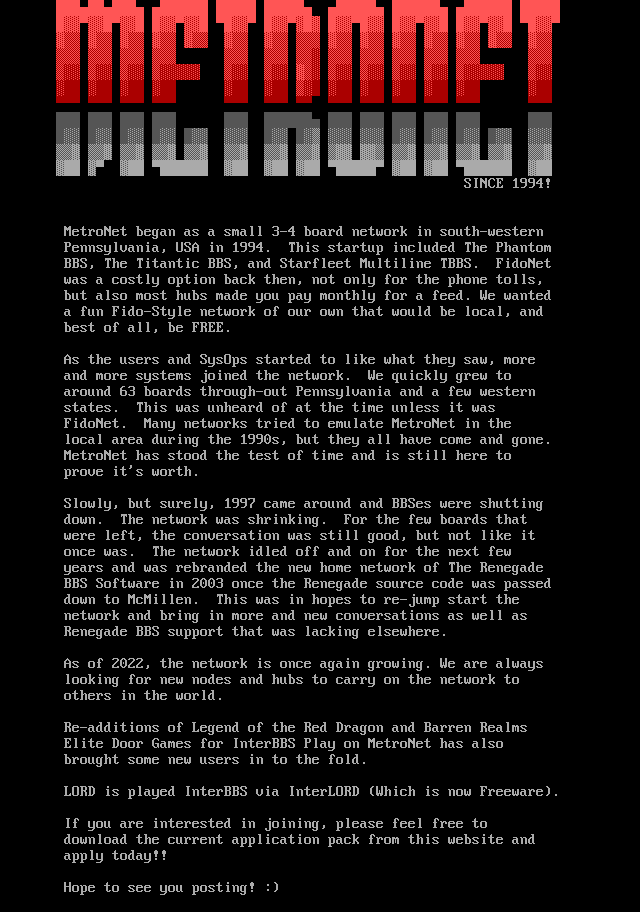 METRONET
SINCE 1994!
MetroNet began as a small 3-4 board network in south-western
Pennsylvania, USA in 1994.  This startup included The Phantom
BBS, The Titantic BBS, and Starfleet Multiline TBBS.  FidoNet
was a costly option back then, not only for the phone tolls,
but also most hubs made you pay monthly for a feed. We wanted
a fun Fido-Style network of our own that would be local, and
best of all, be FREE.
As the users and SysOps started to like what they saw, more
and more systems joined the network.  We quickly grew to
around 63 boards through-out Pennsylvania and a few western
states.  This was unheard of at the time unless it was
FidoNet.  Many networks tried to emulate MetroNet in the
local area during the 1990s, but they all have come and gone.
MetroNet has stood the test of time and is still here to
prove it's worth.
Slowly, but surely, 1997 came around and BBSes were shutting
down.  The network was shrinking.  For the few boards that
were left, the conversation was still good, but not like it
once was.  The network idled off and on for the next few
years and was rebranded the new home network of The Renegade
BBS Software in 2003 once the Renegade source code was passed
down to McMillen.  This was in hopes to re-jump start the
network and bring in more and new conversations as well as
Renegade BBS support that was lacking elsewhere.
As of 2022, the network is once again growing. We are always
looking for new nodes and hubs to carry on the network to
others in the world.
Re-additions of Legend of the Red Dragon and Barren Realms
Elite Door Games for InterBBS Play on MetroNet has also
brought some new users in to the fold.
LORD is played InterBBS via InterLORD (Which is now Freeware).
If you are interested in joining, please feel free to
download the current application pack from this website and
apply today!!
Hope to see you posting! :)